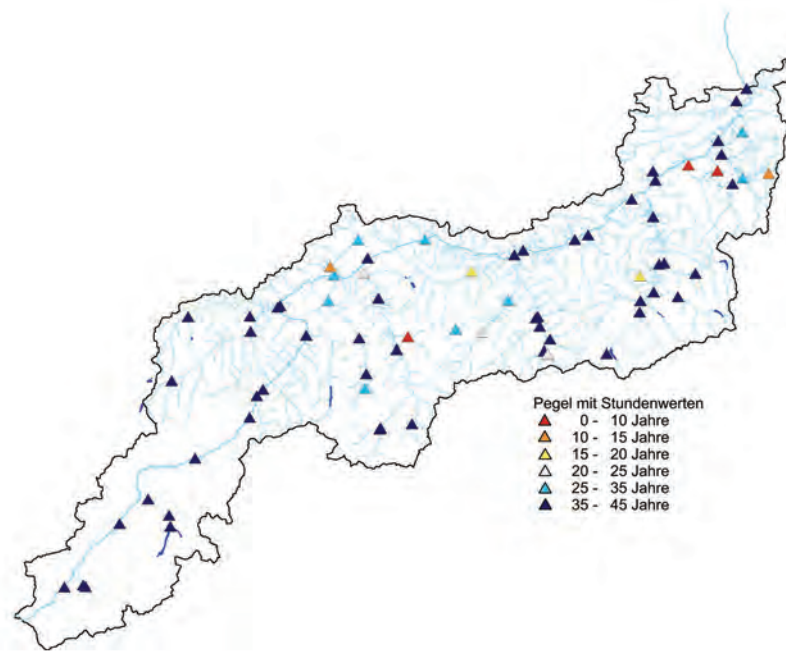 Pegel mit Stundenwerten
0 - 10 Jahre
10 - 15 Jahre
15 - 20 Jahre
20 - 25 Jahre
25 - 35 Jahre
35 - 45 Jahre